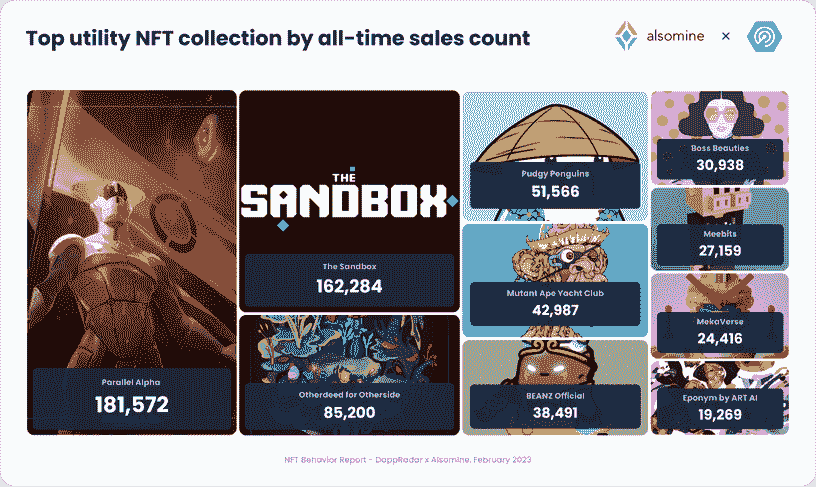 Top utility NFT collection by all-time sales count
alsomine ×
Parallel Alpha
181,572
THE
SANDBOX
The Sandbox
162,284
Otherdeed for Otherside
85,200
Pudgy Penguins
51,566
Mutant Ape Yacht Club
42,987
BEANZ Official
38,491
Boss Beauties
30,938
Meebits
27,159
MekaVerse
24,416
Eponym by ART AI
19,269
NFT Behavior Report - DappRadar x Alsomine. February 2023